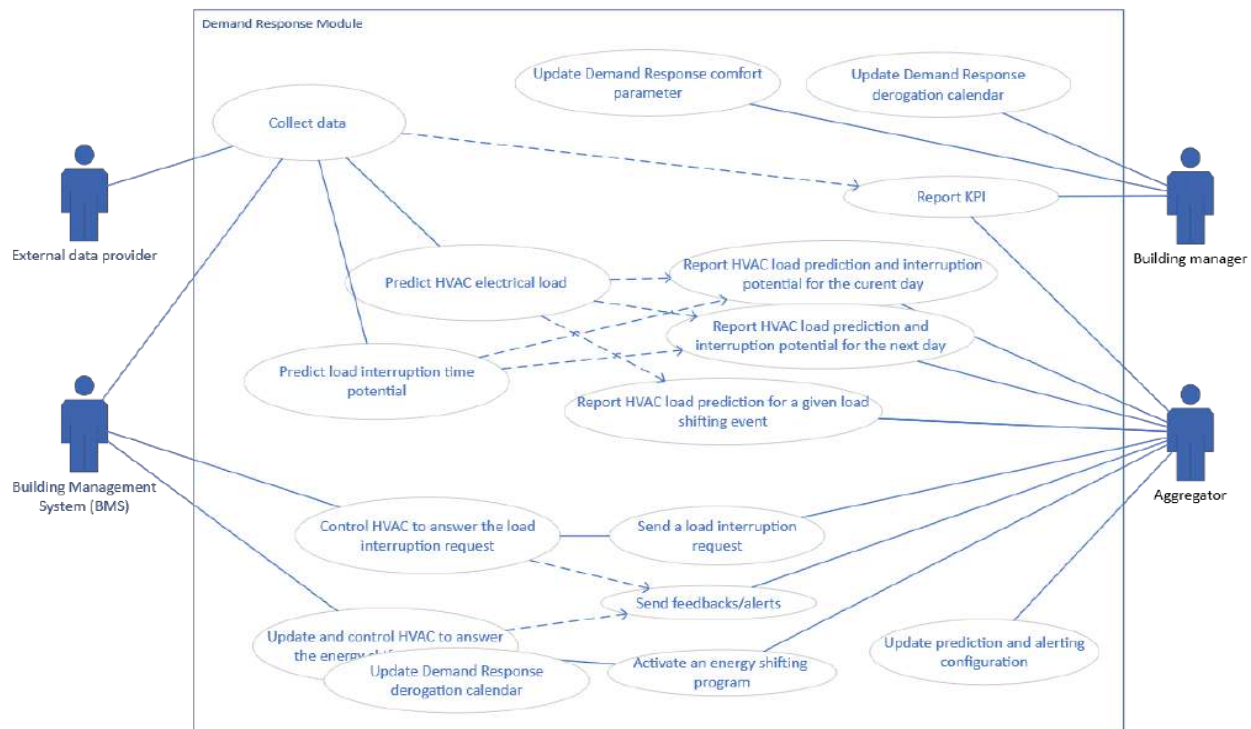 Demand Response Module
Update Demand Response comfort
parameter
Update Demand Response
derogation calendar
Collect data
External data provider
Report KPI
Building manager
Predict HVAC electrical load
Report HVAC load prediction and interruption
potential for the curent day
Report HVAC load prediction and
interruption potential for the next day
Predict load interruption time
potential
Report HVAC load prediction for a given load
shifting event
Building Management
System (BMS)
Aggregator
Control HVAC to answer the load
interruption request
Send a load interruption
request
Send feedbacks/alerts
Update and control HVAC to answer
the energy
Update Demand Response
derogation calendar
Activate an energy shifting
program
Update prediction and alerting
configuration